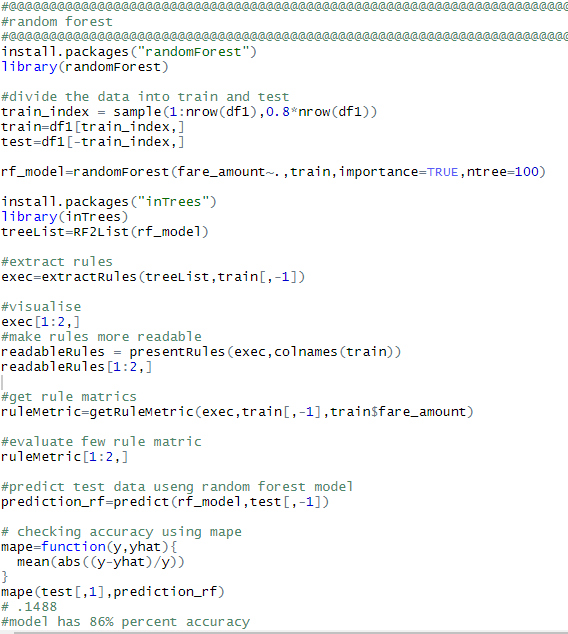 #@@@@@@@@@@@@@@@@@@@@@@@@@@@@@@@@@@@@@@@@@@@@@@@@@@@@@@@@@@@@@@@@@@@@@@
#random forest
#@@@@@@@@@@@@@@@@@@@@@@@@@@@@@@@@@@@@@@@@@@@@@@@@@@@@@@@@@@@@@@@@@@@@@@
install.packages("randomForest")
library(randomForest)
#divide the data into train and test
train_index = sample(1:nrow(df1),0.8*nrow(df1))
train=df1[train_index,]
test=df1[-train_index,]
rf_model=randomForest(fare_amount~.,train,importance=TRUE,ntree=100)
install.packages("inTrees")
library(inTrees)
treeList=RF2List(rf_model)
#extract rules
exec=extractRules(treeList,train[,-1])
#visualise
exec[1:2,]
#make rules more readable
readableRules = presentRules(exec,colnames(train))
readableRules[1:2,]
#get rule matrics
ruleMetric=getRuleMetric(exec,train[,-1],train$fare_amount)
#evaluate few rule matric
ruleMetric[1:2,]
#predict test data useng random forest model
prediction_rf=predict(rf_model,test[,-1])
# checking accuracy using mape
mape=function(y,yhat){
  mean(abs((y-yhat)/y))
}
mape(test[,1],prediction_rf)
# .1488
#model has 86% percent accuracy